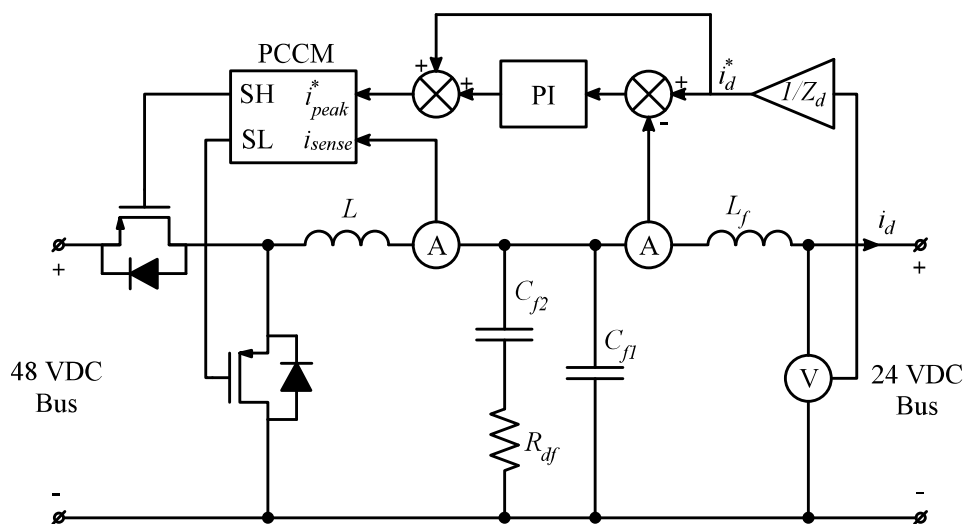 PCCM
SH i*peak
SL isense
+
+
PI
+
-
i*d
1/Zd
L
A
A
Lf
id
+
+
Cf2
Cf1
Rdf
V
48 VDC
Bus
24 VDC
Bus
-
-